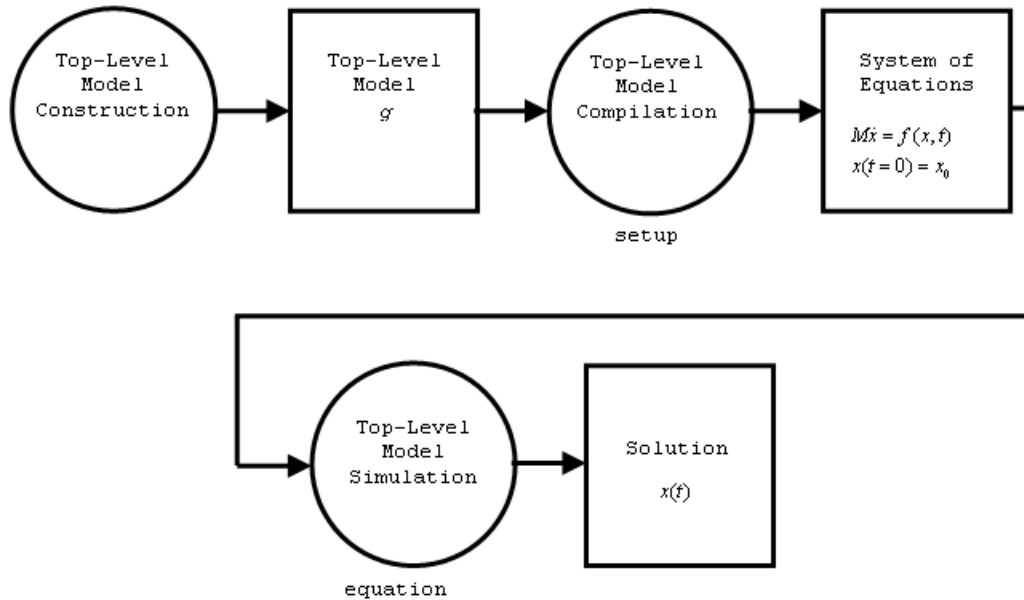 Top-Level
Model
Construction
Top-Level
Model
g
Top-Level
Model
Compilation
setup
System of
Equations
Mẋ = f(x,t)
x(t = 0) = x₀
Top-Level
Model
Simulation
equation
Solution
x(t)